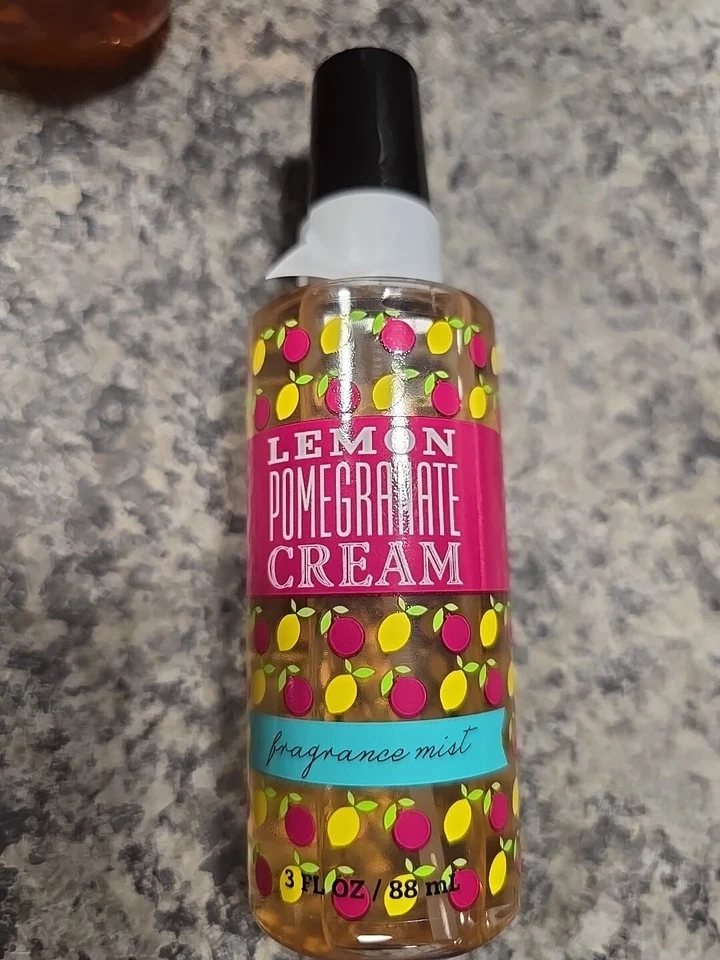 LEMON
POMEGRANATE
CREAM
fragrance mist
3 FL OZ / 88 mL